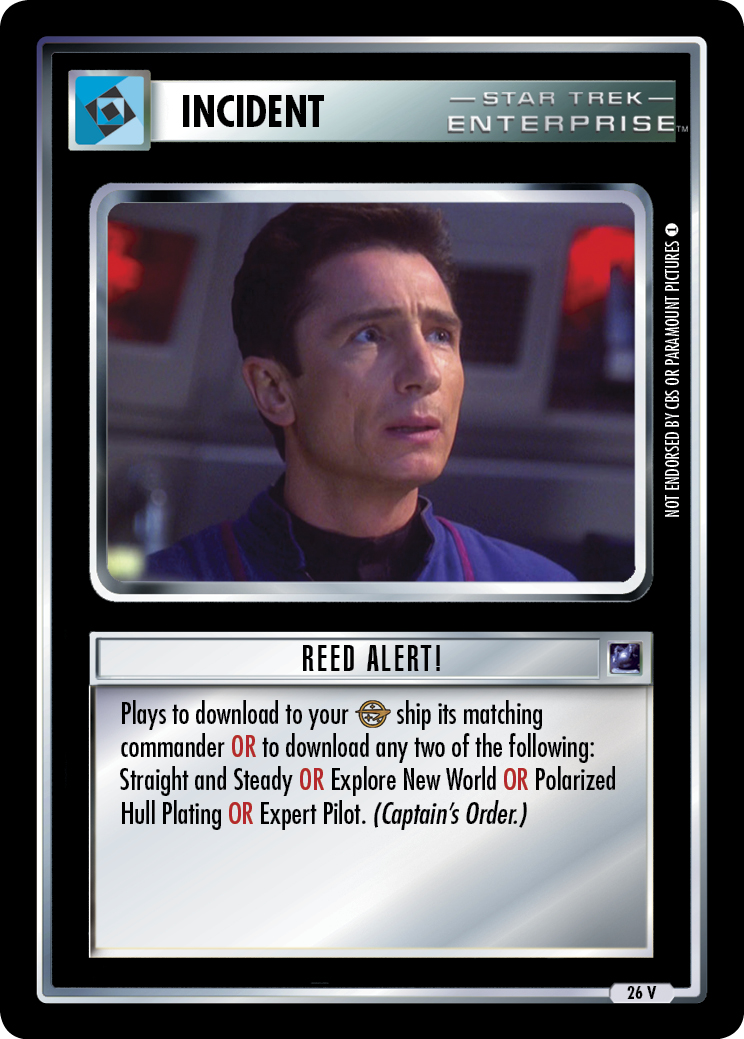 INCIDENT
STAR TREK
ENTERPRISE™
NOT ENDORSED BY CBS OR PARAMOUNT PICTURES 1
REED ALERT!
Plays to download to your ship its matching
commander OR to download any two of the following:
Straight and Steady OR Explore New World OR Polarized
Hull Plating OR Expert Pilot. (Captain's Order.)
26 V